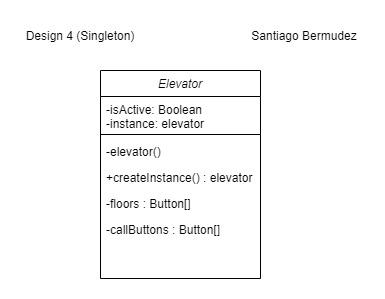 Design 4 (Singleton)
Santiago Bermudez
Elevator
-isActive: Boolean
-instance: elevator
-elevator()
+createInstance() : elevator
-floors : Button[]
-callButtons : Button[]